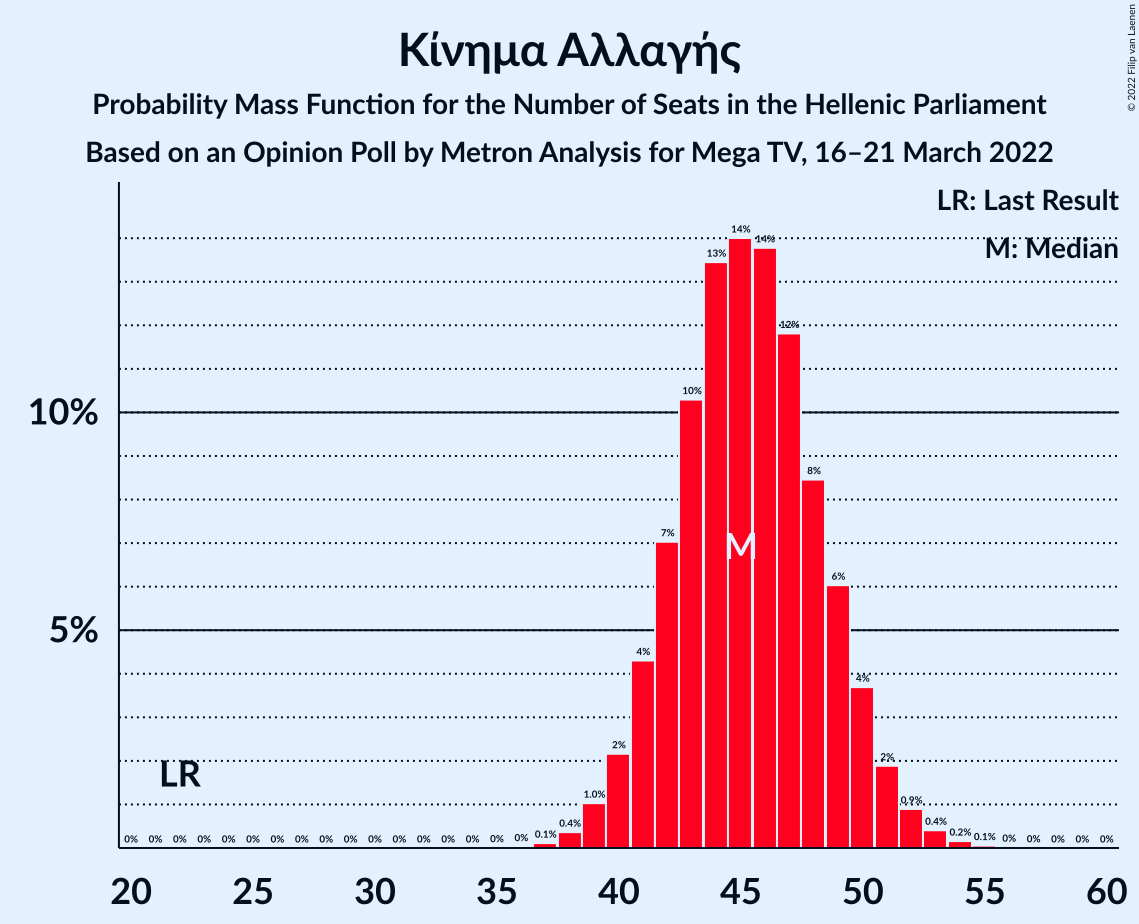 © 2022 Filip van Laenen
Κίνημα Αλλαγής
Probability Mass Function for the Number of Seats in the Hellenic Parliament
Based on an Opinion Poll by Metron Analysis for Mega TV, 16–21 March 2022
LR: Last Result
M: Median
10%
5%
LR
M
0% 0% 0% 0% 0% 0% 0% 0% 0% 0% 0% 0% 0% 0% 0% 0% 0% 0.1% 0.4% 1.0% 2% 4% 7% 10% 13% 14% 14% 12% 8% 6% 4% 2% 0.9% 0.4% 0.2% 0.1% 0% 0% 0% 0% 0%
20 25 30 35 40 45 50 55 60